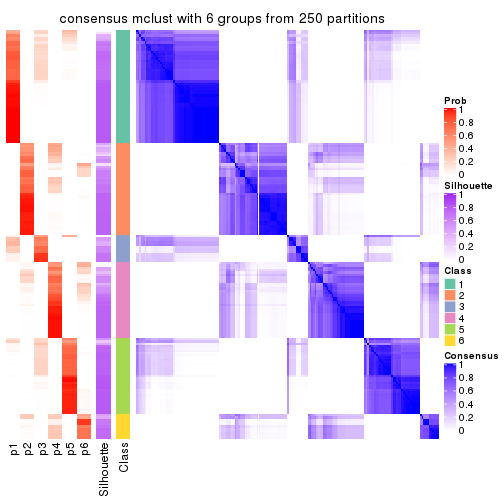 consensus mclust with 6 groups from 250 partitions
Prob
1
0.8
0.6
0.4
0.2
0
Silhouette
1
0.8
0.6
0.4
0.2
0
Class
1
2
3
4
5
6
Consensus
1
0.8
0.6
0.4
0.2
0
p1
p2
p3
p4
p5
p6
Silhouette
Class